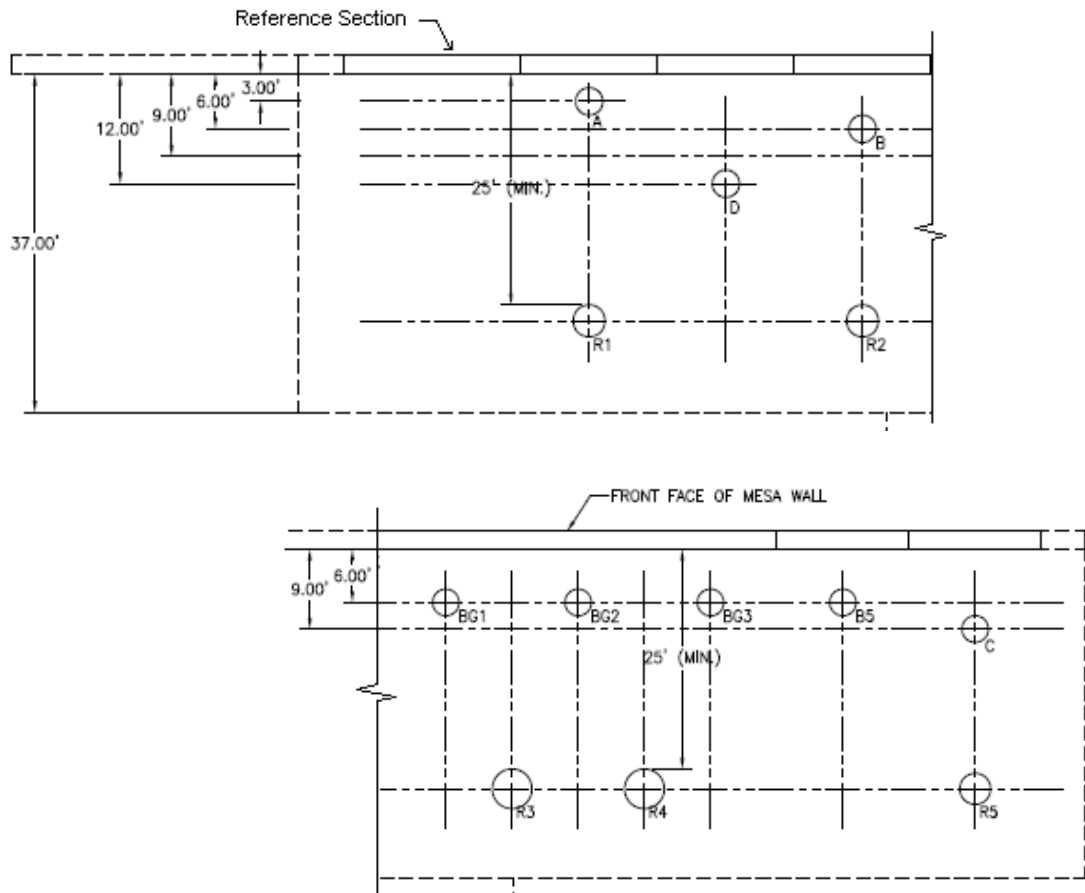 Reference Section
3.00'
6.00'
9.00'
12.00'
37.00'
A
B
25' (MIN.)
D
R1
R2
FRONT FACE OF MESA WALL
6.00'
9.00'
BG1
BG2
BG3
B5
C
25' (MIN.)
R3
R4
R5